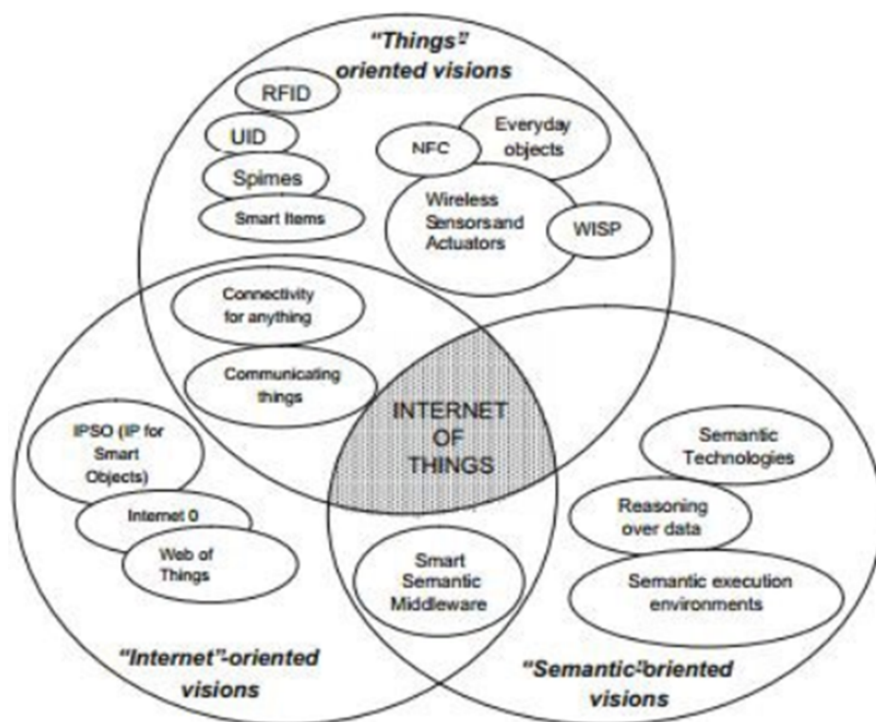 "Things"-
oriented visions
RFID
UID
Spimes
Smart Items
NFC
Everyday
objects
Wireless
Sensors and
Actuators
WISP
Connectivity
for anything
Communicating
things
INTERNET
OF
THINGS
IPSO (IP for
Smart
Objects)
Internet 0
Web of
Things
Semantic
Technologies
Reasoning
over data
Semantic execution
environments
Smart
Semantic
Middleware
"Internet"-oriented
visions
"Semantic"-oriented
visions